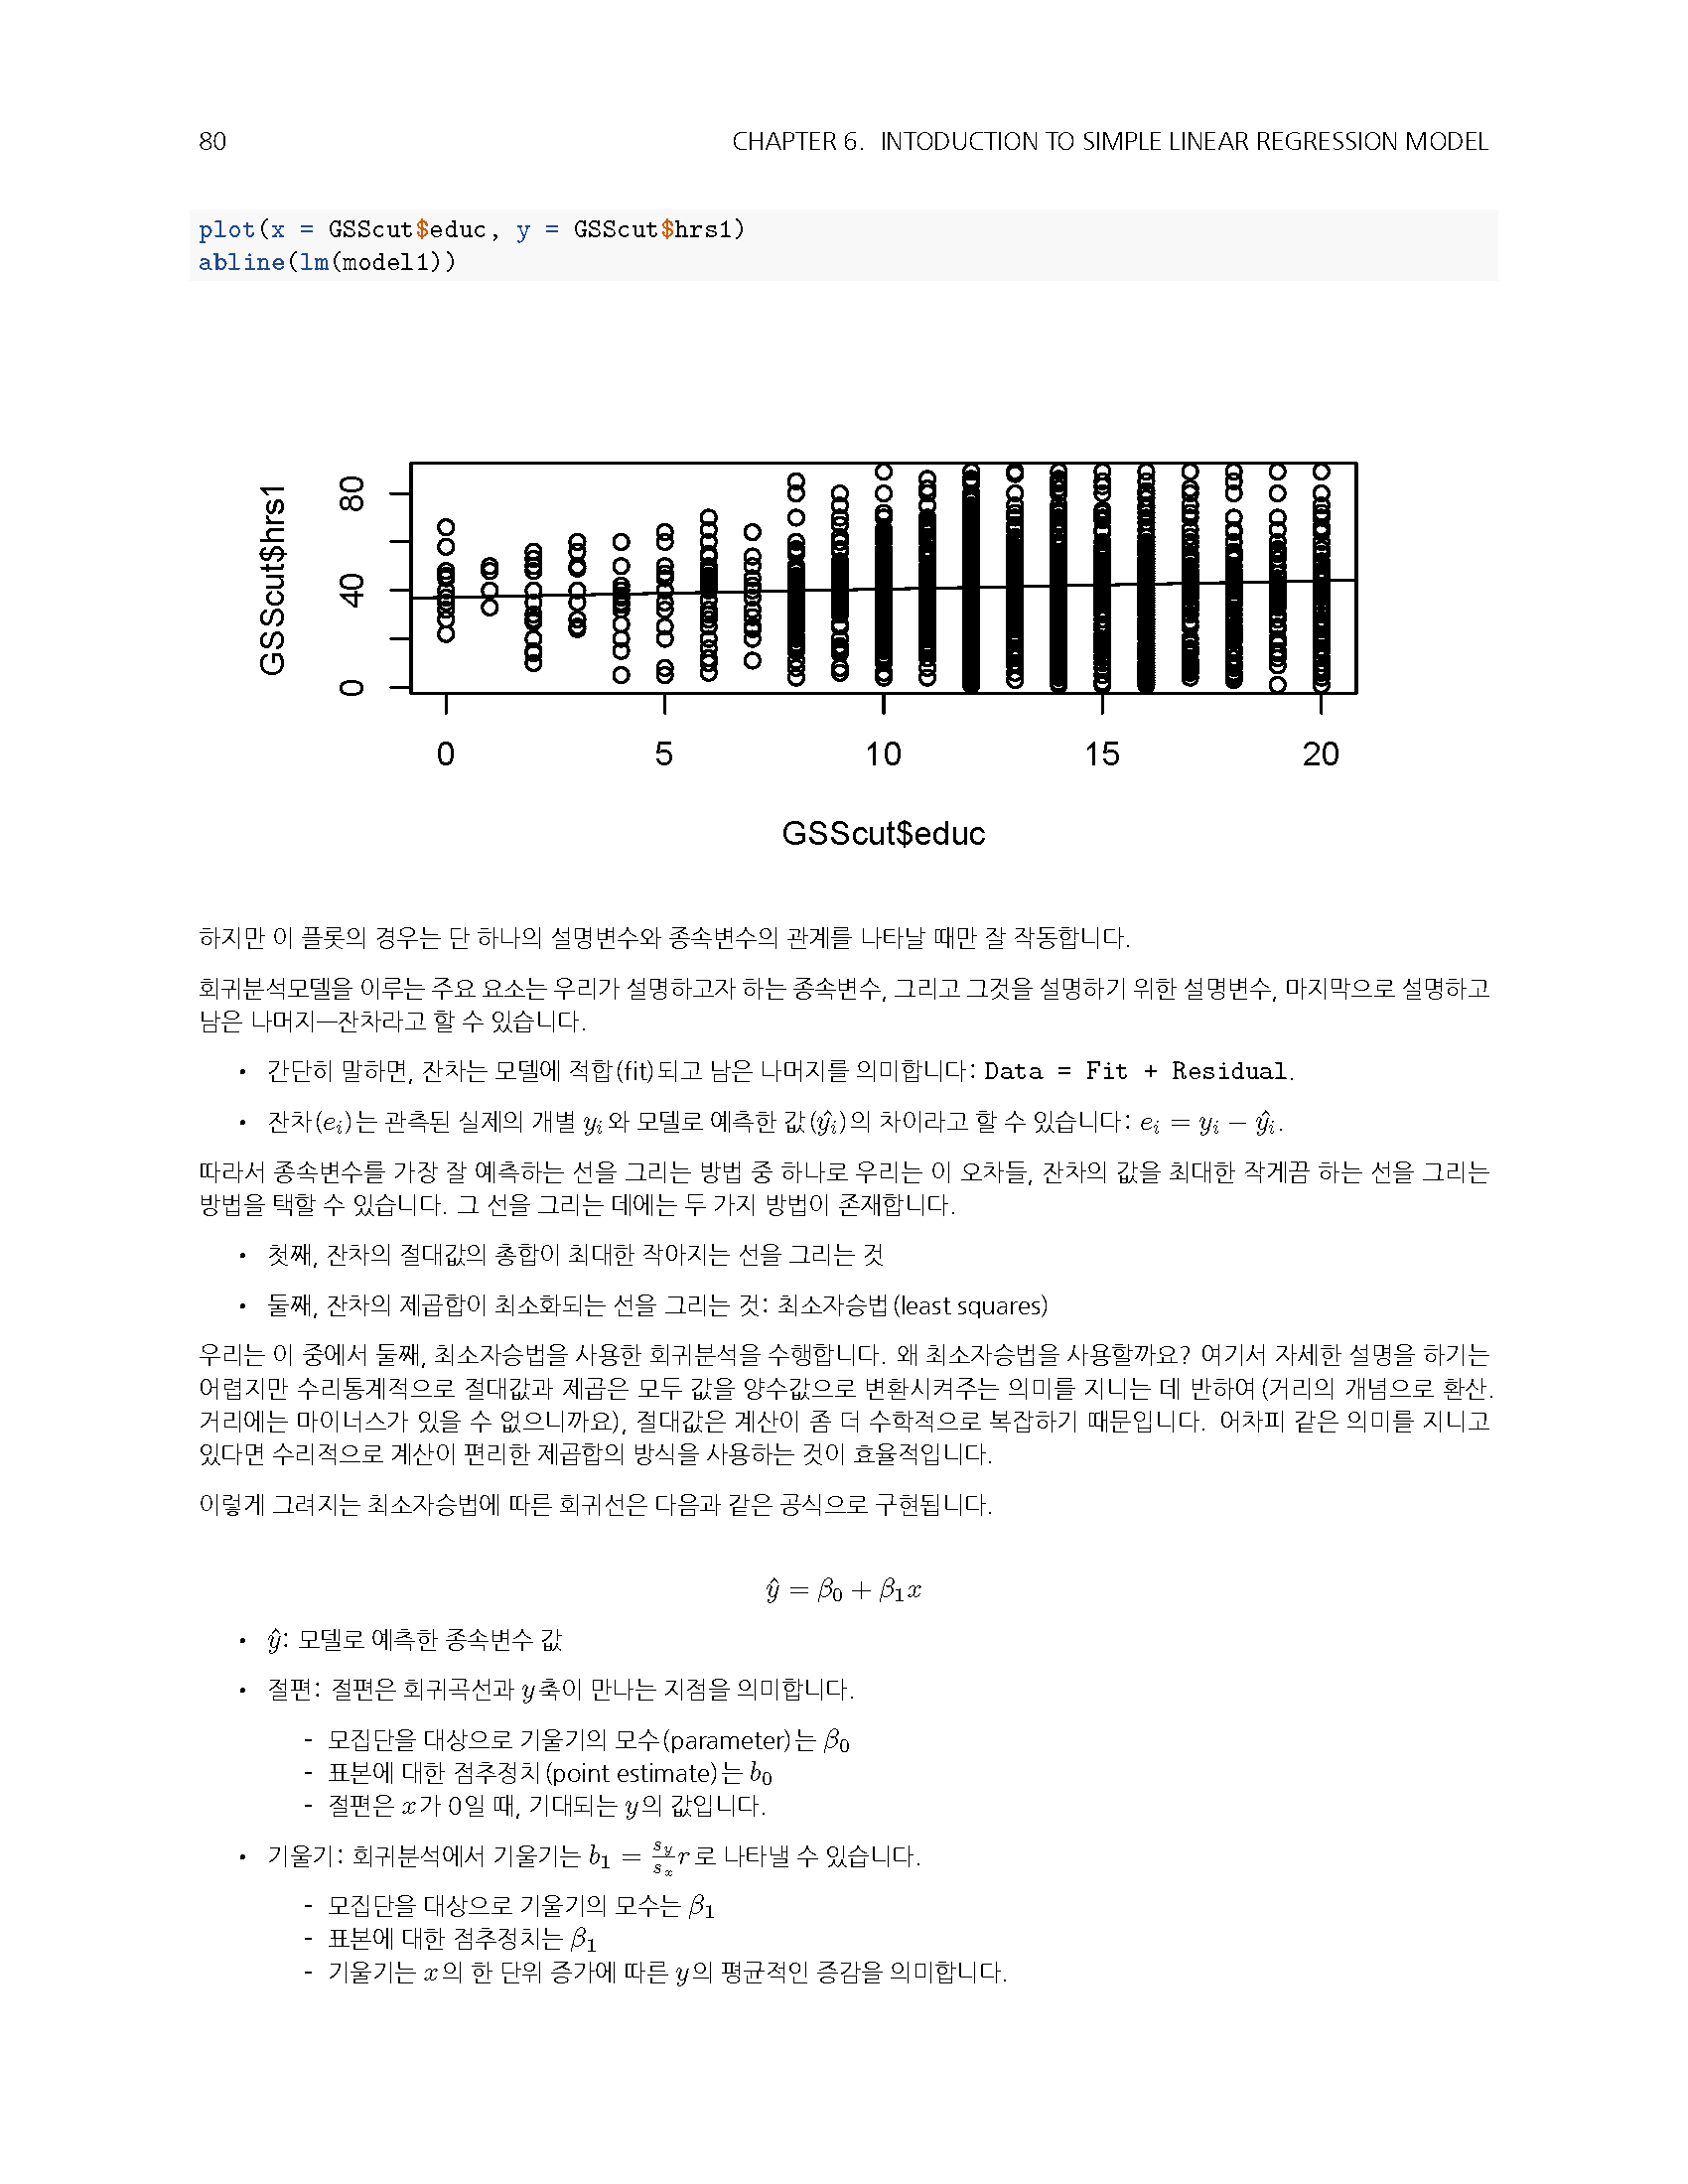 80 CHAPTER 6. INTODUCTION TO SIMPLE LINEAR REGRESSION MODEL
plot(x = GSScut$educ, y = GSScut$hrs1)
abline(lm(model1))
GSScut$hrs1
80
40
0
0 5 10 15 20
GSScut$educ
하지만 이 플롯의 경우는 단 하나의 설명변수와 종속변수의 관계를 나타날 때만 잘 작동합니다.
회귀분석모델을 이루는 주요 요소는 우리가 설명하고자 하는 종속변수, 그리고 그것을 설명하기 위한 설명변수, 마지막으로 설명하고
남은 나머지—잔차라고 할 수 있습니다.
• 간단히 말하면, 잔차는 모델에 적합(fit)되고 남은 나머지를 의미합니다: Data = Fit + Residual.
• 잔차(eᵢ)는 관측된 실제의 개별 yᵢ와 모델로 예측한 값(ŷᵢ)의 차이라고 할 수 있습니다: eᵢ = yᵢ − ŷᵢ.
따라서 종속변수를 가장 잘 예측하는 선을 그리는 방법 중 하나로 우리는 이 오차들, 잔차의 값을 최대한 작게끔 하는 선을 그리는
방법을 택할 수 있습니다. 그 선을 그리는 데에는 두 가지 방법이 존재합니다.
• 첫째, 잔차의 절대값의 총합이 최대한 작아지는 선을 그리는 것
• 둘째, 잔차의 제곱합이 최소화되는 선을 그리는 것: 최소자승법(least squares)
우리는 이 중에서 둘째, 최소자승법을 사용한 회귀분석을 수행합니다. 왜 최소자승법을 사용할까요? 여기서 자세한 설명을 하기는
어렵지만 수리통계적으로 절대값과 제곱은 모두 값을 양수값으로 변환시켜주는 의미를 지니는 데 반하여(거리의 개념으로 환산.
거리에는 마이너스가 있을 수 없으니까요), 절대값은 계산이 좀 더 수학적으로 복잡하기 때문입니다. 어차피 같은 의미를 지니고
있다면 수리적으로 계산이 편리한 제곱합의 방식을 사용하는 것이 효율적입니다.
이렇게 그려지는 최소자승법에 따른 회귀선은 다음과 같은 공식으로 구현됩니다.
ŷ = β₀ + β₁x
• ŷ: 모델로 예측한 종속변수 값
• 절편: 절편은 회귀곡선과 y축이 만나는 지점을 의미합니다.
- 모집단을 대상으로 기울기의 모수(parameter)는 β₀
- 표본에 대한 점추정치(point estimate)는 b₀
- 절편은 x가 0일 때, 기대되는 y의 값입니다.
• 기울기: 회귀분석에서 기울기는 b₁ = \frac{s_y}{s_x}r로 나타낼 수 있습니다.
- 모집단을 대상으로 기울기의 모수는 β₁
- 표본에 대한 점추정치는 β₁
- 기울기는 x의 한 단위 증가에 따른 y의 평균적인 증감을 의미합니다.